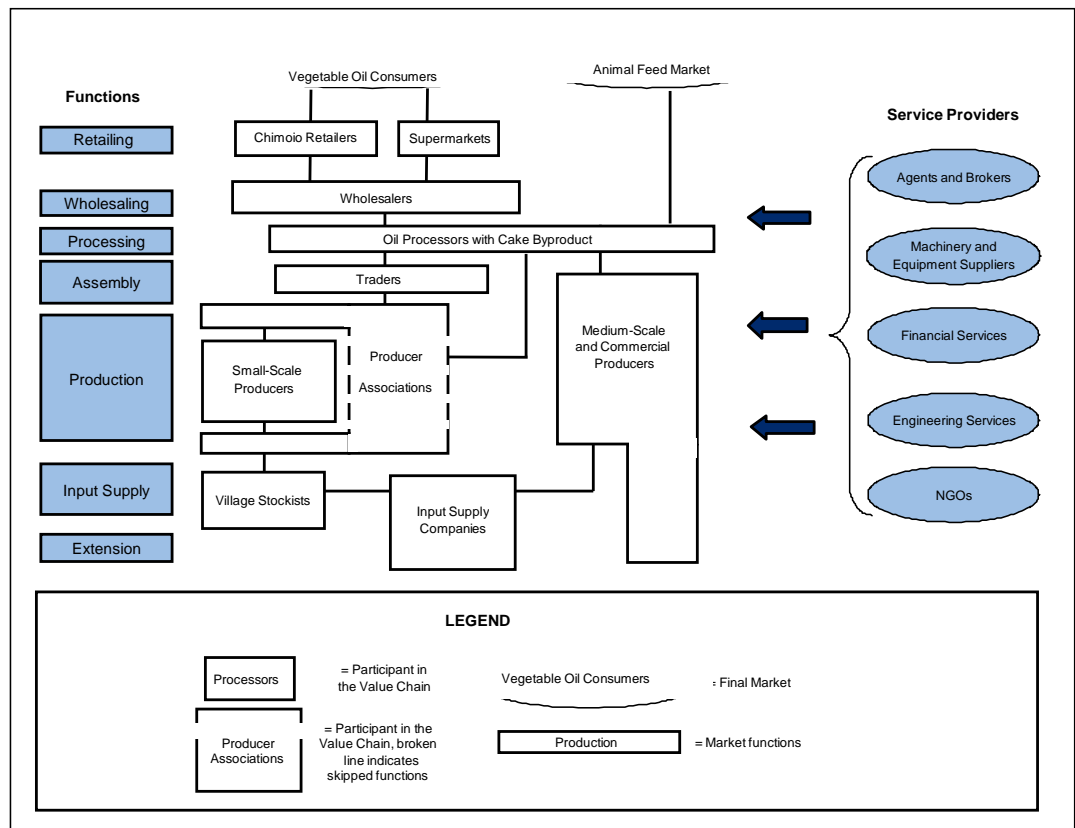 Vegetable Oil Consumers
Animal Feed Market
Functions
Service Providers
Retailing
Chimoio Retailers
Supermarkets
Agents and Brokers
Wholesaling
Wholesalers
Processing
Oil Processors with Cake Byproduct
Machinery and
Equipment Suppliers
Assembly
Traders
Production
Small-Scale
Producers
Producer
Associations
Medium-Scale
and Commercial
Producers
Financial Services
Engineering Services
Input Supply
Village Stockists
Input Supply
Companies
NGOs
Extension
LEGEND
Processors
= Participant in
the Value Chain
Vegetable Oil Consumers
= Final Market
Producer
Associations
= Participant in the
Value Chain, broken
line indicates
skipped functions
Production
= Market functions